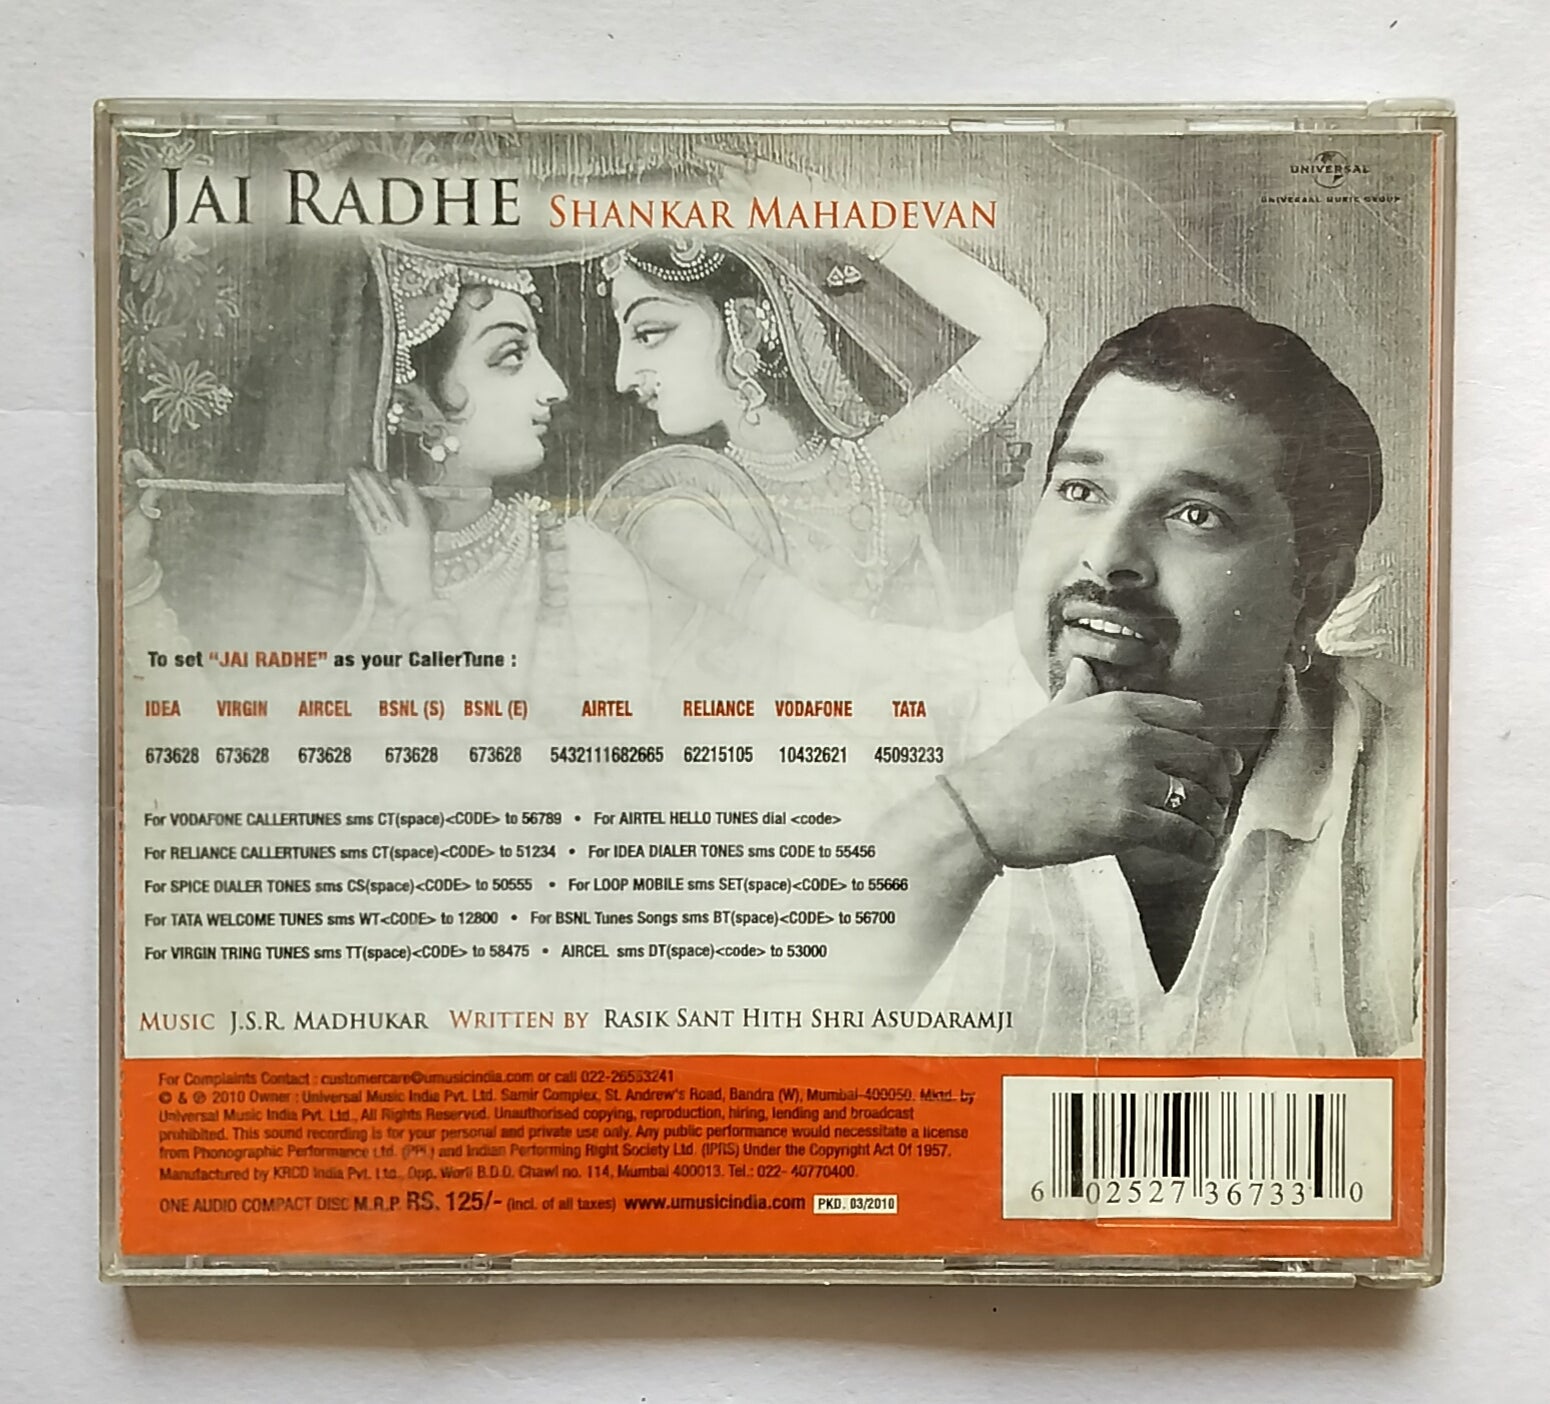 JAI RADHE SHANKAR MAHADEVAN
UNIVERSAL
UNIVERSAL MUSIC GROUP
To set "JAI RADHE" as your CallerTune :
IDEA VIRGIN AIRCEL BSNL (S) BSNL (E) AIRTEL RELIANCE VODAFONE TATA
673628 673628 673628 673628 673628 5432111682665 62215105 10432621 45093233
For VODAFONE CALLERTUNES sms CT(space)<CODE> to 56789 • For AIRTEL HELLO TUNES dial <code>
For RELIANCE CALLERTUNES sms CT(space)<CODE> to 51234 • For IDEA DIALER TONES sms CODE to 55456
For SPICE DIALER TONES sms CS(space)<CODE> to 50555 • For LOOP MOBILE sms SET(space)<CODE> to 55666
For TATA WELCOME TUNES sms WT<CODE> to 12800 • For BSNL Tunes Songs sms BT(space)<CODE> to 56700
For VIRGIN TRING TUNES sms TT(space)<CODE> to 58475 • AIRCEL sms DT(space)<code> to 53000
MUSIC J.S.R. MADHUKAR WRITTEN BY RASIK SANT HITH SHRI ASUDARAMJI
For Complaints Contact : customercare@umusicindia.com or call 022-26553241
© & ℗ 2010 Owner : Universal Music India Pvt. Ltd. Samir Complex, St. Andrew's Road, Bandra (W), Mumbai-400050. Mktd. by
Universal Music India Pvt. Ltd., All Rights Reserved. Unauthorised copying, reproduction, hiring, lending and broadcast
prohibited. This sound recording is for your personal and private use only. Any public performance would necessitate a license
from Phonographic Performance Ltd. (PPL) and Indian Performing Right Society Ltd. (IPRS) Under the Copyright Act Of 1957.
Manufactured by KRCD India Pvt. Ltd., Opp. Worli B.D.D. Chawl no. 114, Mumbai 400013. Tel.: 022- 40770400.
ONE AUDIO COMPACT DISC M.R.P. RS. 125/- (incl. of all taxes) www.umusicindia.com PKD. 03/2010
6 02527 36733 0